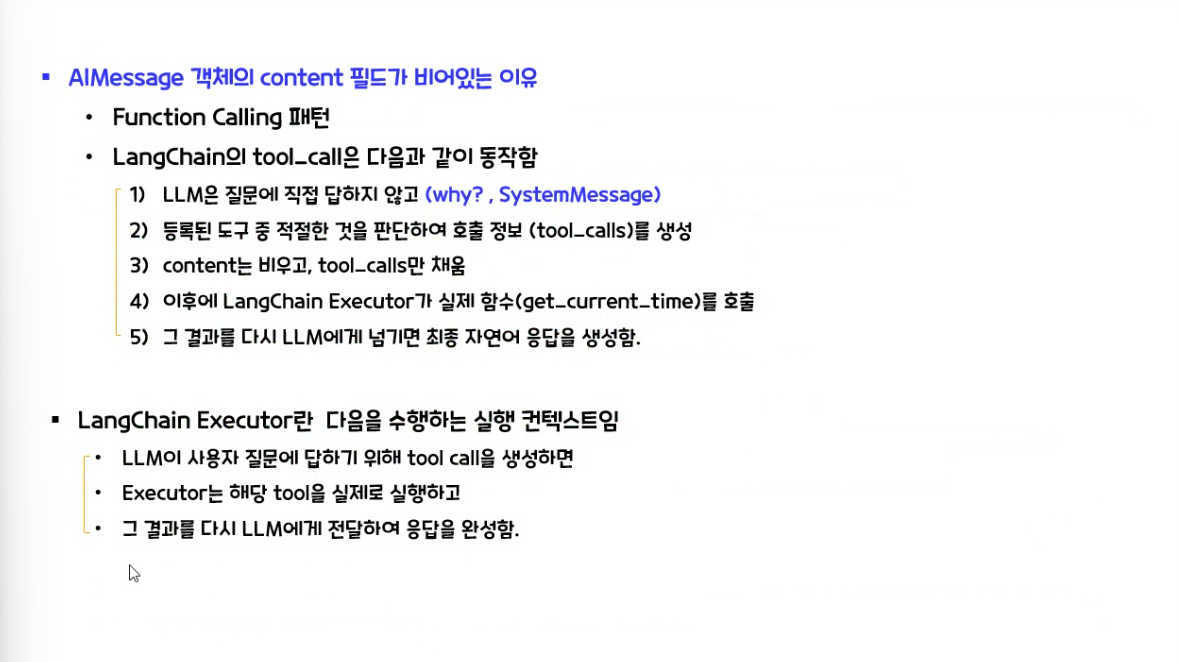 ▪ AIMessage 객체의 content 필드가 비어있는 이유
• Function Calling 패턴
• LangChain의 tool_call은 다음과 같이 동작함
1) LLM은 질문에 직접 답하지 않고 (why? , SystemMessage)
2) 등록된 도구 중 적절한 것을 판단하여 호출 정보 (tool_calls)를 생성
3) content는 비우고, tool_calls만 채움
4) 이후에 LangChain Executor가 실제 함수(get_current_time)를 호출
5) 그 결과를 다시 LLM에게 넘기면 최종 자연어 응답을 생성함.
▪ LangChain Executor란 다음을 수행하는 실행 컨텍스트임
• LLM이 사용자 질문에 답하기 위해 tool call을 생성하면
• Executor는 해당 tool을 실제로 실행하고
• 그 결과를 다시 LLM에게 전달하여 응답을 완성함.